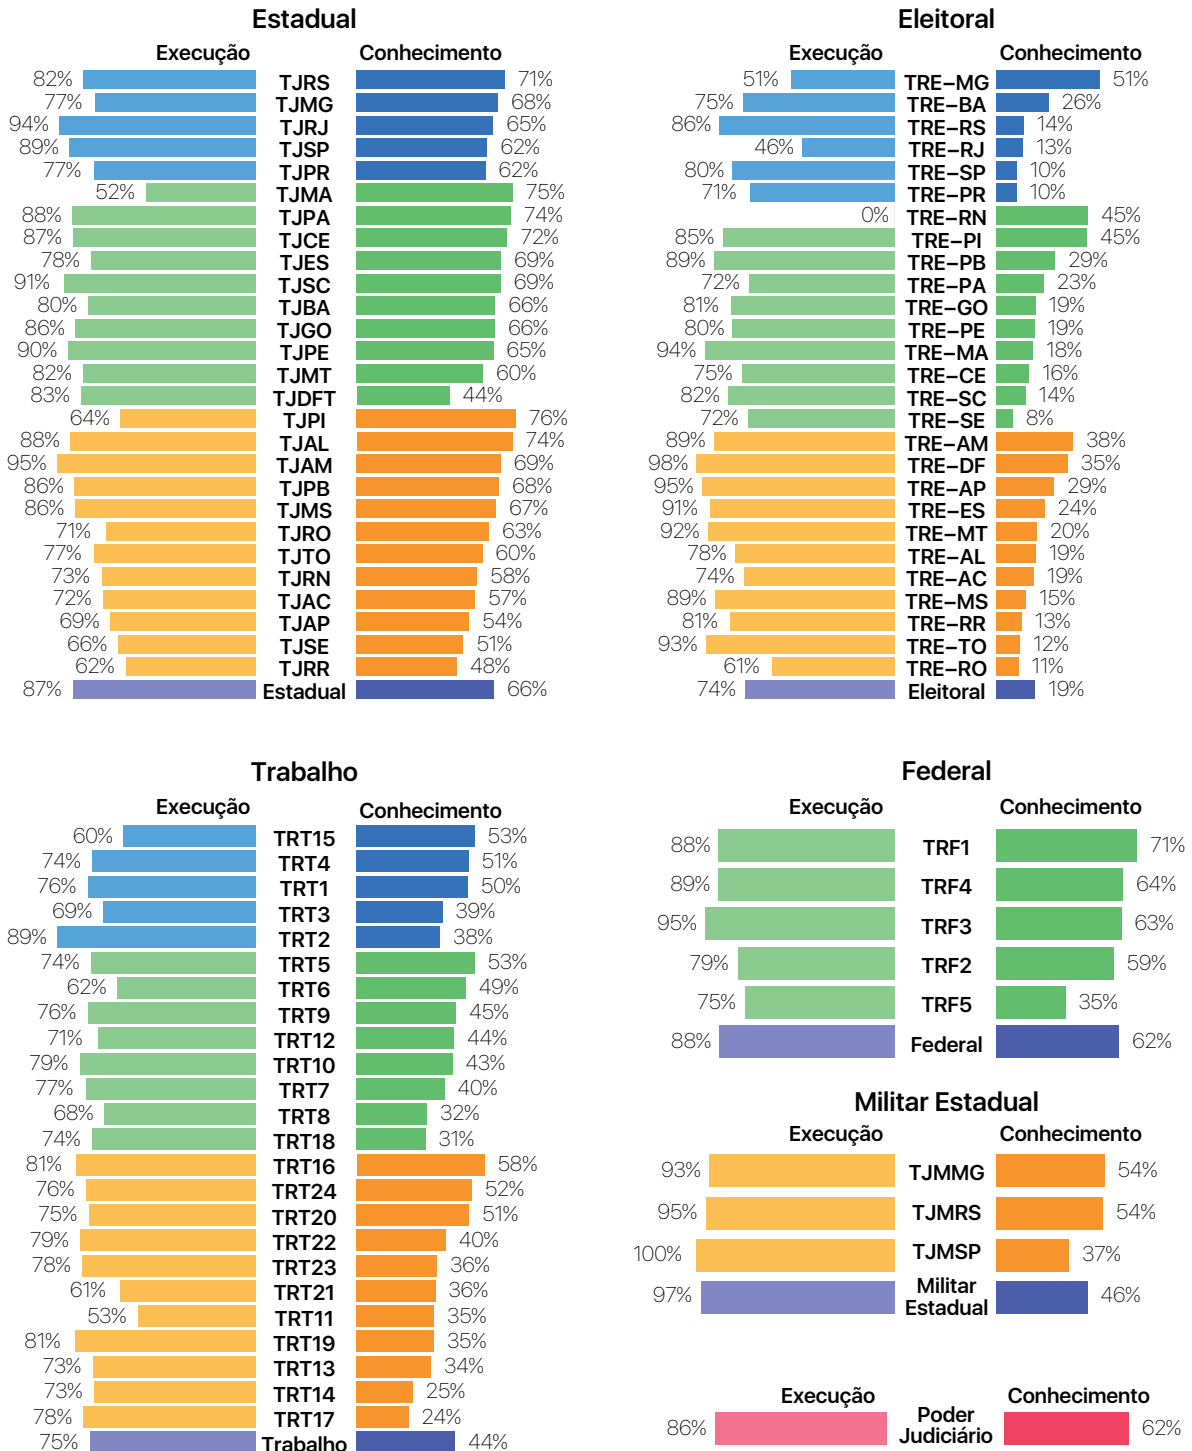 Estadual
Execução Conhecimento
82% TJRS 71%
77% TJMG 68%
94% TJRJ 65%
89% TJSP 62%
77% TJPR 62%
52% TJMA 75%
88% TJPA 74%
87% TJCE 72%
78% TJES 69%
91% TJSC 69%
80% TJBA 66%
86% TJGO 66%
90% TJPE 65%
82% TJMT 60%
83% TJDFT 44%
64% TJPI 76%
88% TJAL 74%
95% TJAM 69%
86% TJPB 68%
86% TJMS 67%
71% TJRO 63%
77% TJTO 60%
73% TJRN 58%
72% TJAC 57%
69% TJAP 54%
66% TJSE 51%
62% TJRR 48%
87% Estadual 66%
Eleitoral
Execução Conhecimento
51% TRE–MG 51%
75% TRE–BA 26%
86% TRE–RS 14%
46% TRE–RJ 13%
80% TRE–SP 10%
71% TRE–PR 10%
0% TRE–RN 45%
85% TRE–PI 45%
89% TRE–PB 29%
72% TRE–PA 23%
81% TRE–GO 19%
80% TRE–PE 19%
94% TRE–MA 18%
75% TRE–CE 16%
82% TRE–SC 14%
72% TRE–SE 8%
89% TRE–AM 38%
98% TRE–DF 35%
95% TRE–AP 29%
91% TRE–ES 24%
92% TRE–MT 20%
78% TRE–AL 19%
74% TRE–AC 19%
89% TRE–MS 15%
81% TRE–RR 13%
93% TRE–TO 12%
61% TRE–RO 11%
74% Eleitoral 19%
Trabalho
Execução Conhecimento
60% TRT15 53%
74% TRT4 51%
76% TRT1 50%
69% TRT3 39%
89% TRT2 38%
74% TRT5 53%
62% TRT6 49%
76% TRT9 45%
71% TRT12 44%
79% TRT10 43%
77% TRT7 40%
68% TRT8 32%
74% TRT18 31%
81% TRT16 58%
76% TRT24 52%
75% TRT20 51%
79% TRT22 40%
78% TRT23 36%
61% TRT21 36%
53% TRT11 35%
81% TRT19 35%
73% TRT13 34%
73% TRT14 25%
78% TRT17 24%
75% Trabalho 44%
Federal
Execução Conhecimento
88% TRF1 71%
89% TRF4 64%
95% TRF3 63%
79% TRF2 59%
75% TRF5 35%
88% Federal 62%
Militar Estadual
Execução Conhecimento
93% TJMMG 54%
95% TJMRS 54%
100% TJMSP 37%
97% Militar 46%
Estadual
Execução Conhecimento
86% Poder 62%
Judiciário